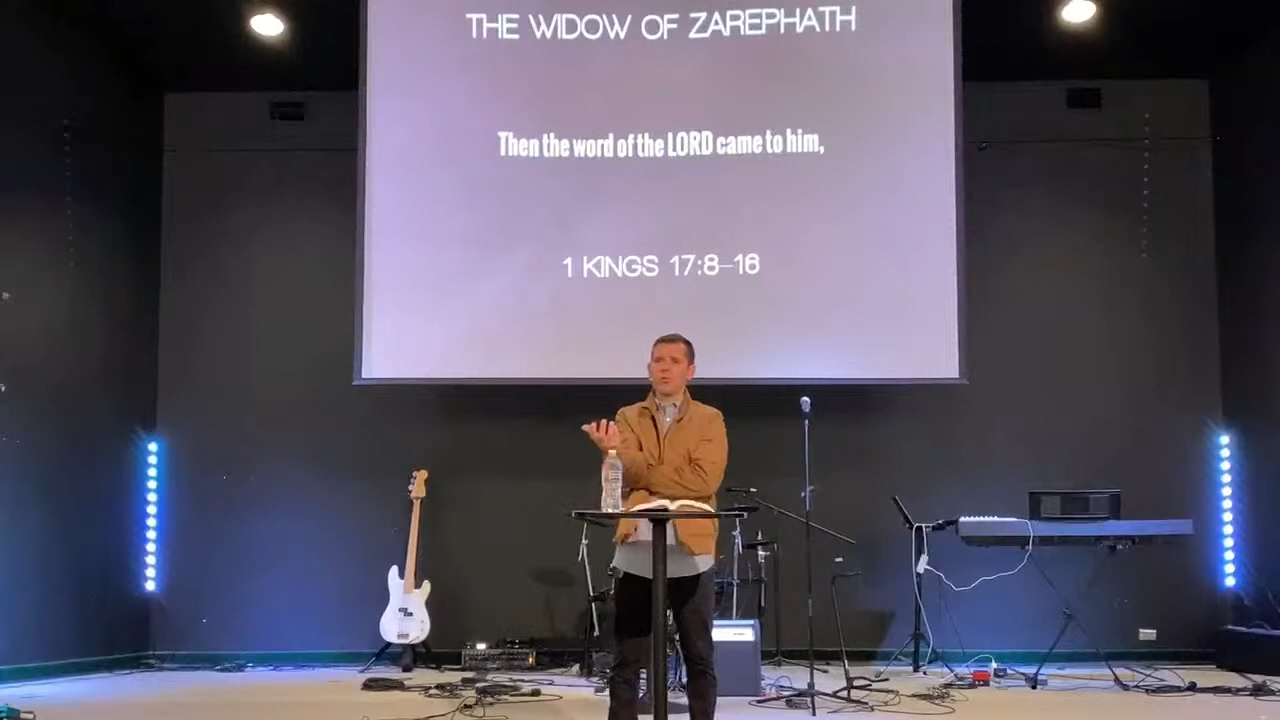 THE WIDOW OF ZAREPHATH
Then the word of the LORD came to him,
1 KINGS 17:8–16